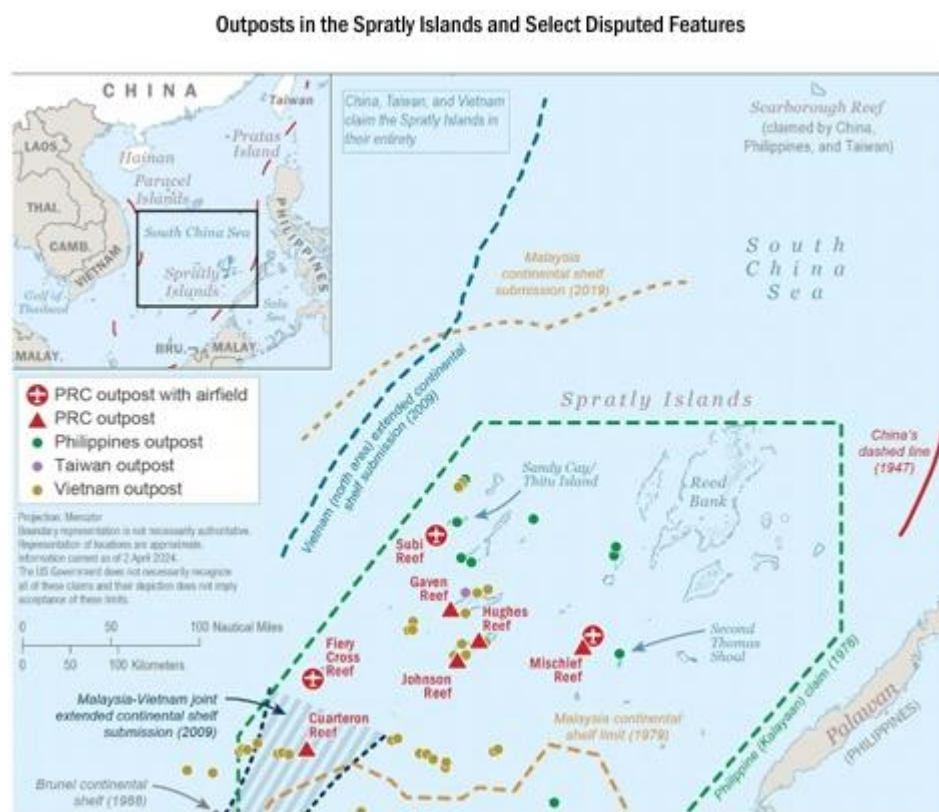 Outposts in the Spratly Islands and Select Disputed Features
CHINA
Taiwan
LAOS
Hainan
Pratas
Island
Paracel
Islands
THAI.
CAMB.
VIETNAM
South China Sea
PHILIPPINES
Spratly
Islands
Gulf of
Thailand
Sulu
Sea
BRU.
MALAY.
MALAY.
China, Taiwan, and Vietnam
claim the Spratly Islands in
their entirety
Scarborough Reef
(claimed by China,
Philippines, and Taiwan)
South
China
Sea
Malaysia
continental shelf
submission (2019)
Vietnam (north area) extended continental
shelf submission (2009)
PRC outpost with airfield
PRC outpost
Philippines outpost
Taiwan outpost
Vietnam outpost
Projection: Mercator
Boundary representation is not necessarily authoritative.
Representation of locations are approximate.
Information current as of 2 April 2024.
The US Government does not necessarily recognize
all of these claims and their depiction does not imply
acceptance of these limits.
0 50 100 Nautical Miles
0 50 100 Kilometers
Spratly Islands
China's
dashed line
(1947)
Sandy Cay/
Thitu Island
Reed
Bank
Subi
Reef
Gaven
Reef
Hughes
Reef
Fiery
Cross
Reef
Johnson
Reef
Mischief
Reef
Second
Thomas
Shoal
Malaysia-Vietnam joint
extended continental shelf
submission (2009)
Cuarteron
Reef
Malaysia continental
shelf limit (1979)
Philippine (Kalayaan) claim (1978)
Palawan
(PHILIPPINES)
Brunei continental
shelf (1988)